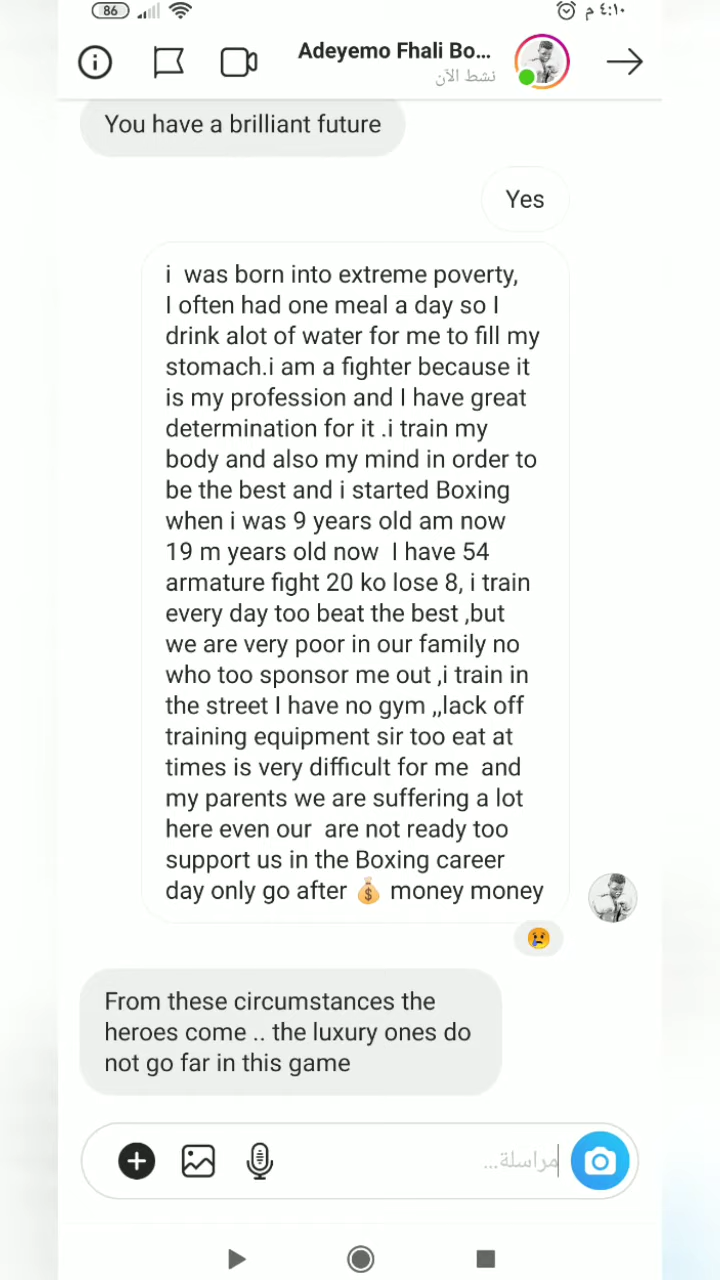 86
م ٤:١٠
Adeyemo Fhali Bo...
نشط الآن
You have a brilliant future
Yes
i was born into extreme poverty,
I often had one meal a day so I
drink alot of water for me to fill my
stomach.i am a fighter because it
is my profession and I have great
determination for it .i train my
body and also my mind in order to
be the best and i started Boxing
when i was 9 years old am now
19 m years old now I have 54
armature fight 20 ko lose 8, i train
every day too beat the best ,but
we are very poor in our family no
who too sponsor me out ,i train in
the street I have no gym ,,lack off
training equipment sir too eat at
times is very difficult for me and
my parents we are suffering a lot
here even our are not ready too
support us in the Boxing career
day only go after 💰 money money
😢
From these circumstances the
heroes come .. the luxury ones do
not go far in this game
مراسلة...